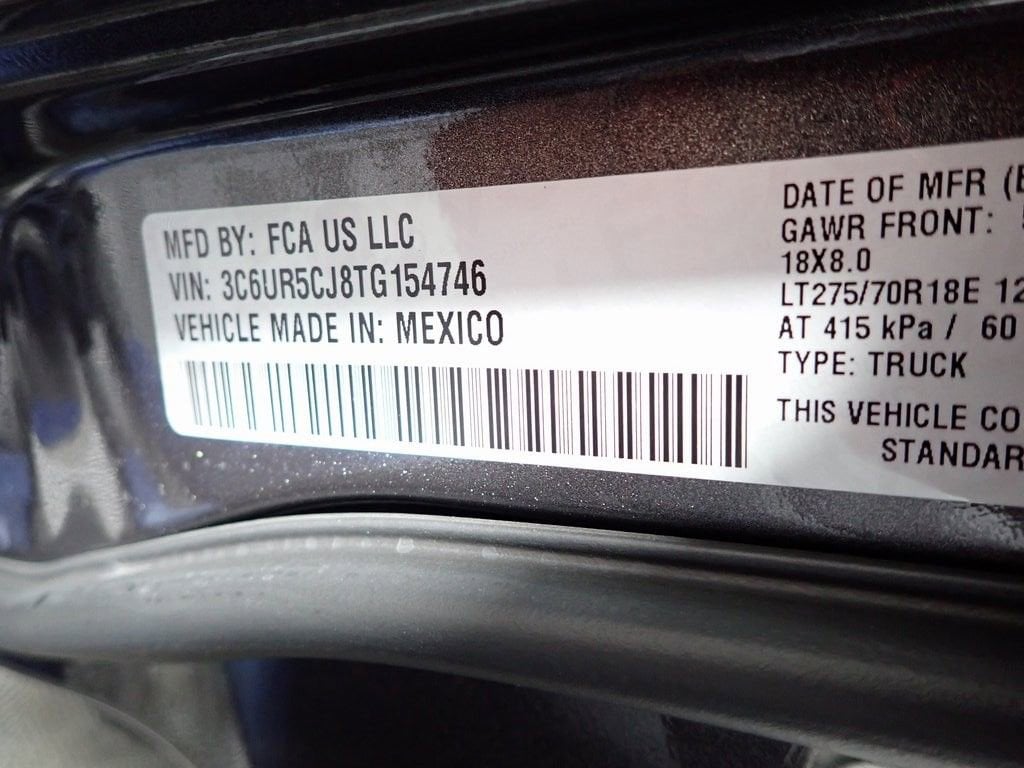 MFD BY: FCA US LLC
VIN: 3C6UR5CJ8TG154746
VEHICLE MADE IN: MEXICO
DATE OF MFR
GAWR FRONT:
18X8.0
LT275/70R18E
AT 415 kPa / 60
TYPE: TRUCK
THIS VEHICLE